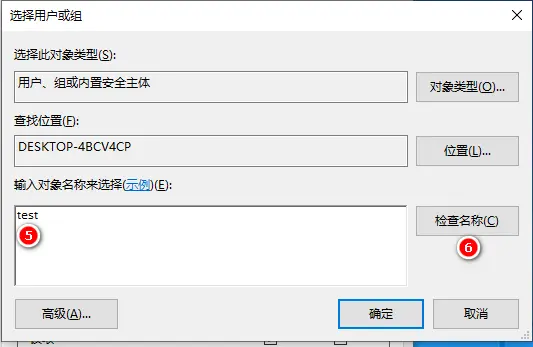 选择用户或组
选择此对象类型(S):
用户、组或内置安全主体
对象类型(O)...
查找位置(F):
DESKTOP-4BCV4CP
位置(L)...
输入对象名称来选择(示例)(E):
test
检查名称(C)
5
6
高级(A)...
确定
取消